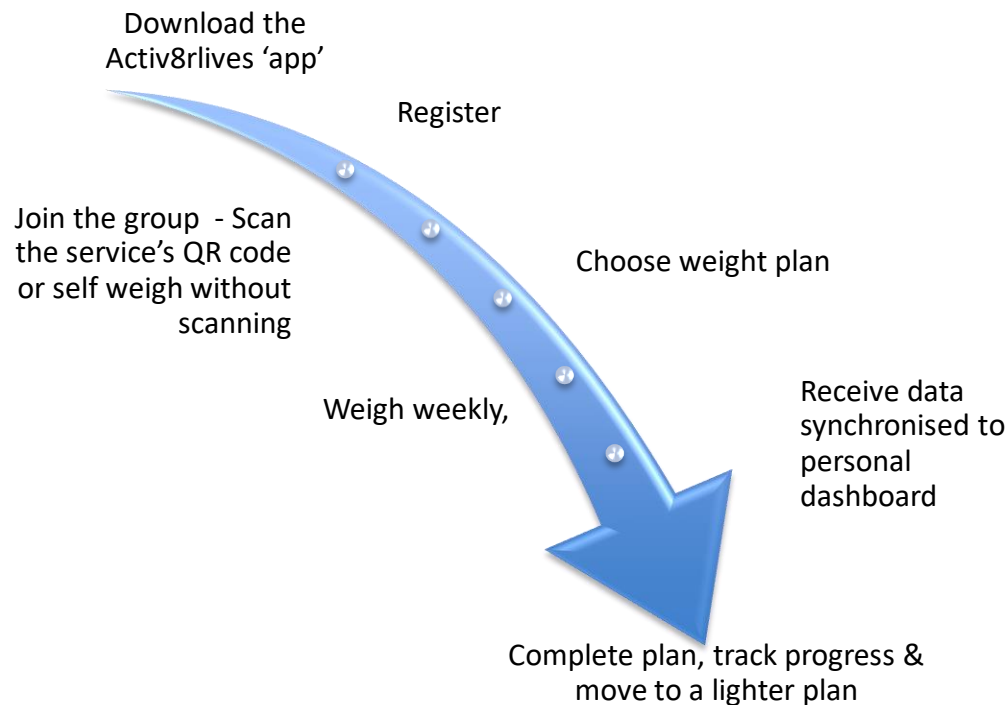 Download the
Activ8rlives ‘app’
Register
Join the group  - Scan
the service’s QR code
or self weigh without
scanning
Choose weight plan
Weigh weekly,
Receive data
synchronised to
personal
dashboard
Complete plan, track progress &
move to a lighter plan